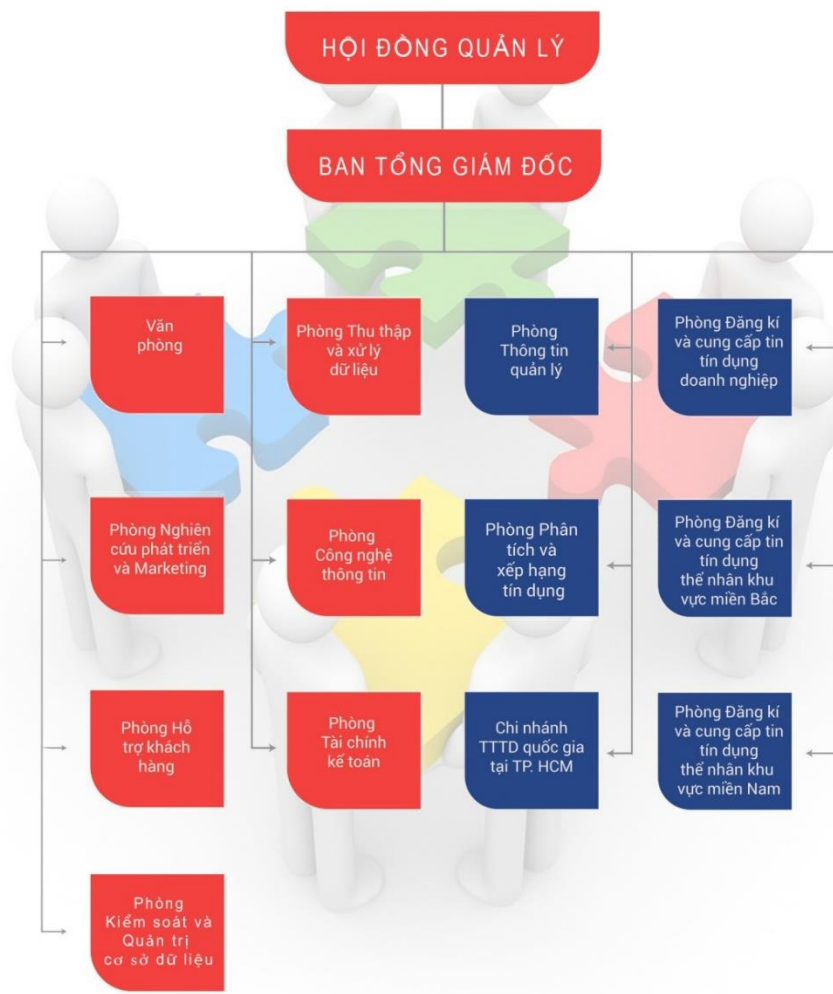 HỘI ĐỒNG QUẢN LÝ
BAN TỔNG GIÁM ĐỐC
Văn
phòng
Phòng Thu thập
và xử lý
dữ liệu
Phòng
Thông tin
quản lý
Phòng Đăng kí
và cung cấp tin
tín dụng
doanh nghiệp
Phòng Nghiên
cứu phát triển
và Marketing
Phòng
Công nghệ
thông tin
Phòng Phân
tích và
xếp hạng
tín dụng
Phòng Đăng kí
và cung cấp tin
tín dụng
thể nhân khu
vực miền Bắc
Phòng Hỗ
trợ khách
hàng
Phòng
Tài chính
kế toán
Chi nhánh
TTTD quốc gia
tại TP. HCM
Phòng Đăng kí
và cung cấp tin
tín dụng
thể nhân khu
vực miền Nam
Phòng
Kiểm soát và
Quản trị
cơ sở dữ liệu